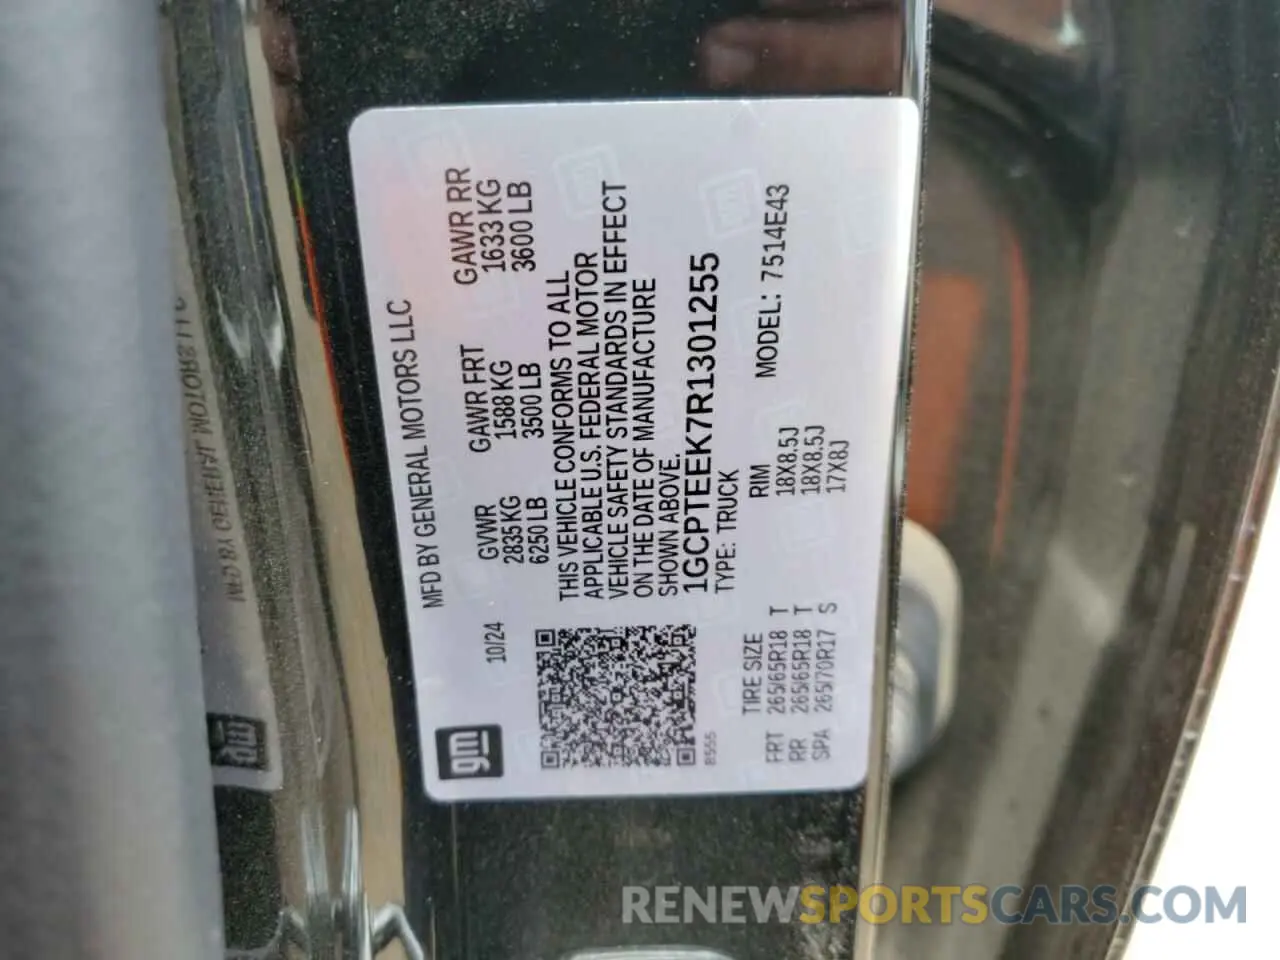 MFD BY GENERAL MOTORS LLC
gm
10/24
GVWR GAWR FRT GAWR RR
2835 KG 1588 KG 1633 KG
6250 LB 3500 LB 3600 LB
THIS VEHICLE CONFORMS TO ALL
APPLICABLE U.S. FEDERAL MOTOR
VEHICLE SAFETY STANDARDS IN EFFECT
ON THE DATE OF MANUFACTURE
SHOWN ABOVE.
1GCPTEEK7R1301255
8555
TYPE: TRUCK
MODEL: 7514E43
TIRE SIZE RIM
FRT 265/65R18 T 18X8.5J
RR 265/65R18 T 18X8.5J
SPA 265/70R17 S 17X8J
RENEWSPORTSCARS.COM